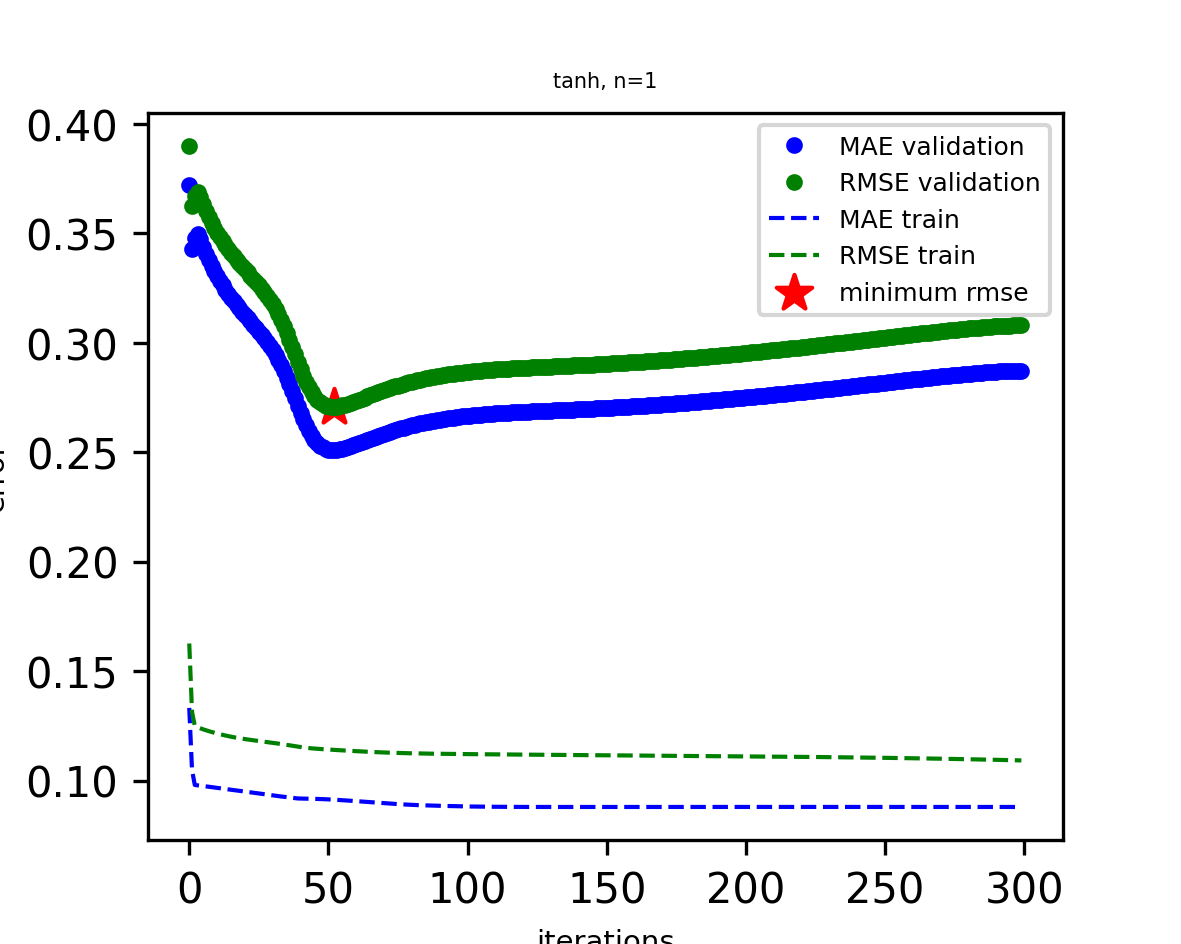 tanh, n=1
0.40
0.35
0.30
0.25
0.20
0.15
0.10
MAE validation
RMSE validation
MAE train
RMSE train
minimum rmse
0 50 100 150 200 250 300
iterations